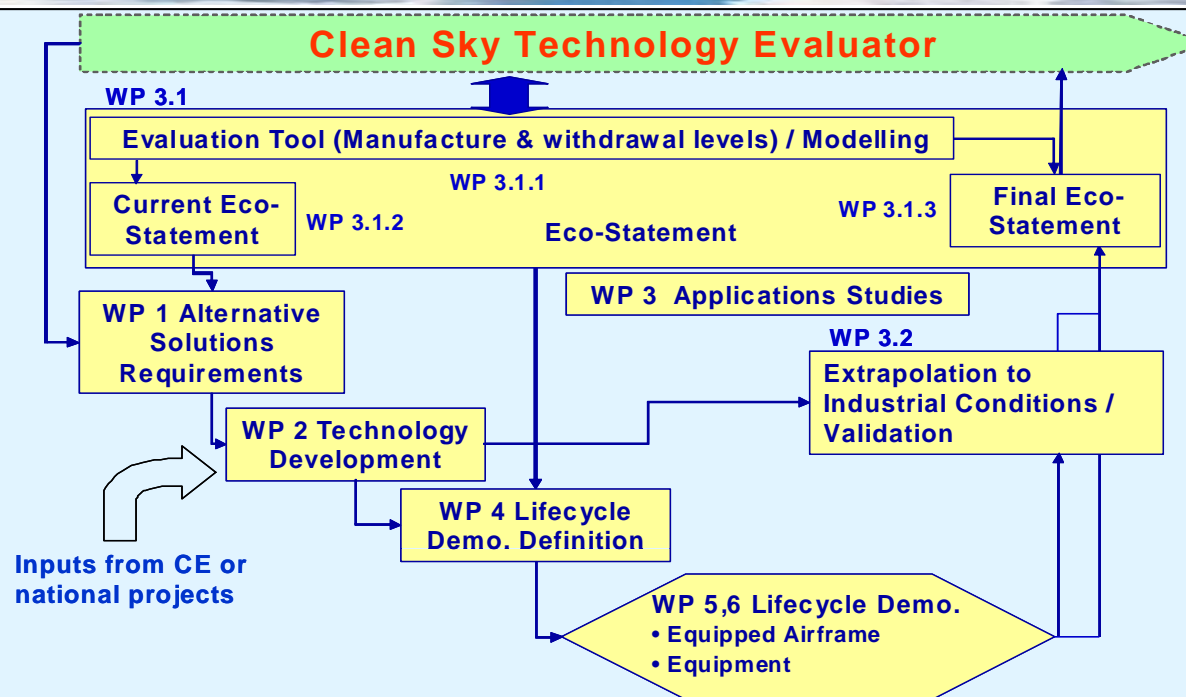 Clean Sky Technology Evaluator
WP 3.1
Evaluation Tool (Manufacture & withdrawal levels) / Modelling
WP 3.1.1
Current Eco-
Statement
WP 3.1.2
Eco-Statement
WP 3.1.3
Final Eco-
Statement
WP 3 Applications Studies
WP 1 Alternative
Solutions
Requirements
WP 3.2
Extrapolation to
Industrial Conditions /
Validation
WP 2 Technology
Development
WP 4 Lifecycle
Demo. Definition
Inputs from CE or
national projects
WP 5,6 Lifecycle Demo.
• Equipped Airframe
• Equipment